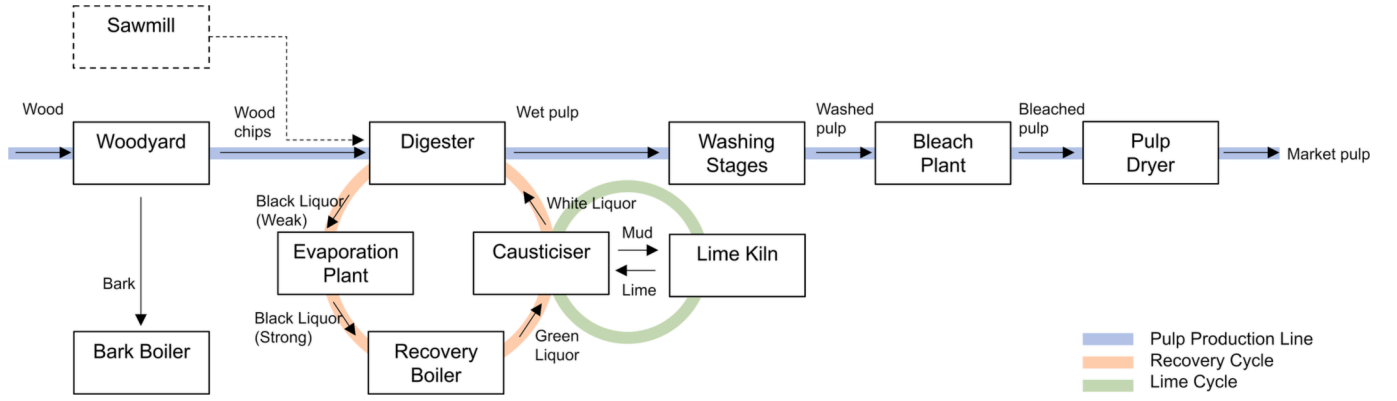 Sawmill
Wood
Woodyard
Wood
chips
Digester
Wet pulp
Washing
Stages
Washed
pulp
Bleach
Plant
Bleached
pulp
Pulp
Dryer
Market pulp
Black Liquor
(Weak)
White Liquor
Evaporation
Plant
Causticiser
Mud
Lime
Lime Kiln
Bark
Black Liquor
(Strong)
Green
Liquor
Bark Boiler
Recovery
Boiler
Pulp Production Line
Recovery Cycle
Lime Cycle